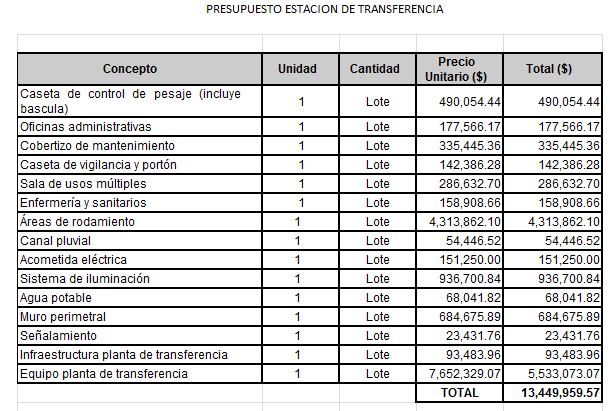 PRESUPUESTO ESTACION DE TRANSFERENCIA
Concepto Unidad Cantidad Precio Unitario ($) Total ($)
Caseta de control de pesaje (incluye
bascula) 1 Lote 490,054.44 490,054.44
Oficinas administrativas 1 Lote 177,566.17 177,566.17
Cobertizo de mantenimiento 1 Lote 335,445.36 335,445.36
Caseta de vigilancia y portón 1 Lote 142,386.28 142,386.28
Sala de usos múltiples 1 Lote 286,632.70 286,632.70
Enfermería y sanitarios 1 Lote 158,908.66 158,908.66
Áreas de rodamiento 1 Lote 4,313,862.10 4,313,862.10
Canal pluvial 1 Lote 54,446.52 54,446.52
Acometida eléctrica 1 Lote 151,250.00 151,250.00
Sistema de iluminación 1 Lote 936,700.84 936,700.84
Agua potable 1 Lote 68,041.82 68,041.82
Muro perimetral 1 Lote 684,675.89 684,675.89
Señalamiento 1 Lote 23,431.76 23,431.76
Infraestructura planta de transferencia 1 Lote 93,483.96 93,483.96
Equipo planta de transferencia 1 Lote 7,652,329.07 5,533,073.07
TOTAL 13,449,959.57